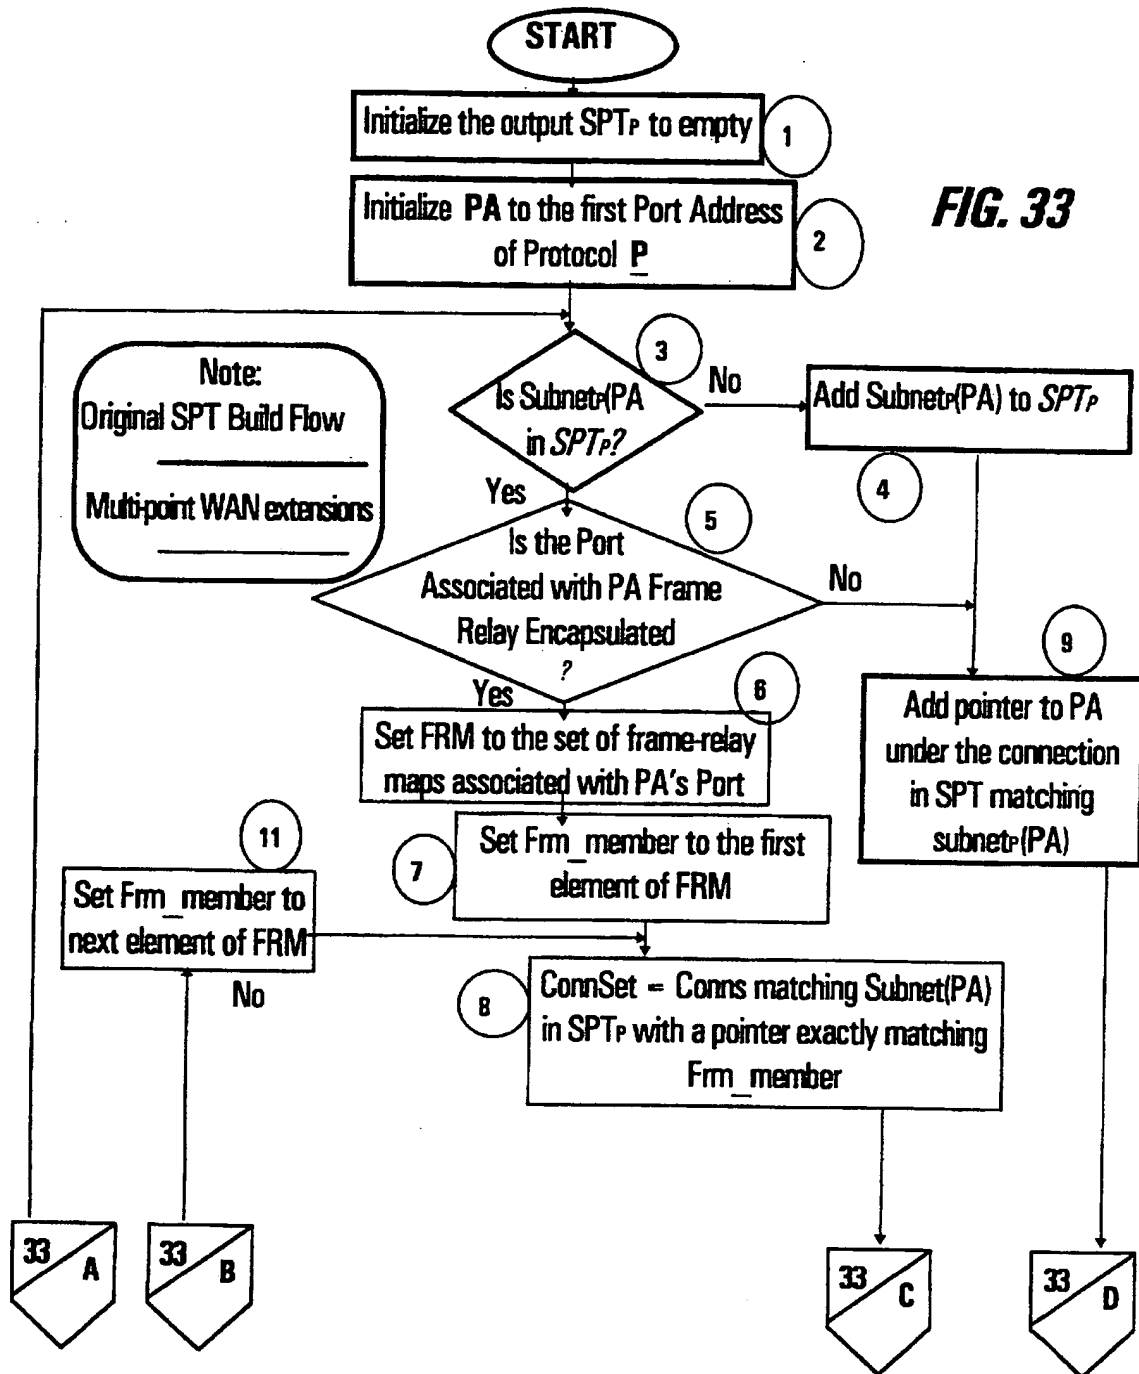 START
Initialize the output SPTP to empty
1
Initialize PA to the first Port Address
of Protocol P
2
FIG. 33
3
Is SubnetP(PA
in SPTP?
No
Add SubnetP(PA) to SPTP
4
Note:
Original SPT Build Flow
Multi-point WAN extensions
Yes
5
Is the Port
Associated with PA Frame
Relay Encapsulated
?
No
Yes
6
Set FRM to the set of frame-relay
maps associated with PA's Port
9
Add pointer to PA
under the connection
in SPT matching
subnetP(PA)
7
Set Frm_member to the first
element of FRM
11
Set Frm_member to
next element of FRM
No
8
ConnSet = Conns matching Subnet(PA)
in SPTP with a pointer exactly matching
Frm_member
33 A
33 B
33 C
33 D